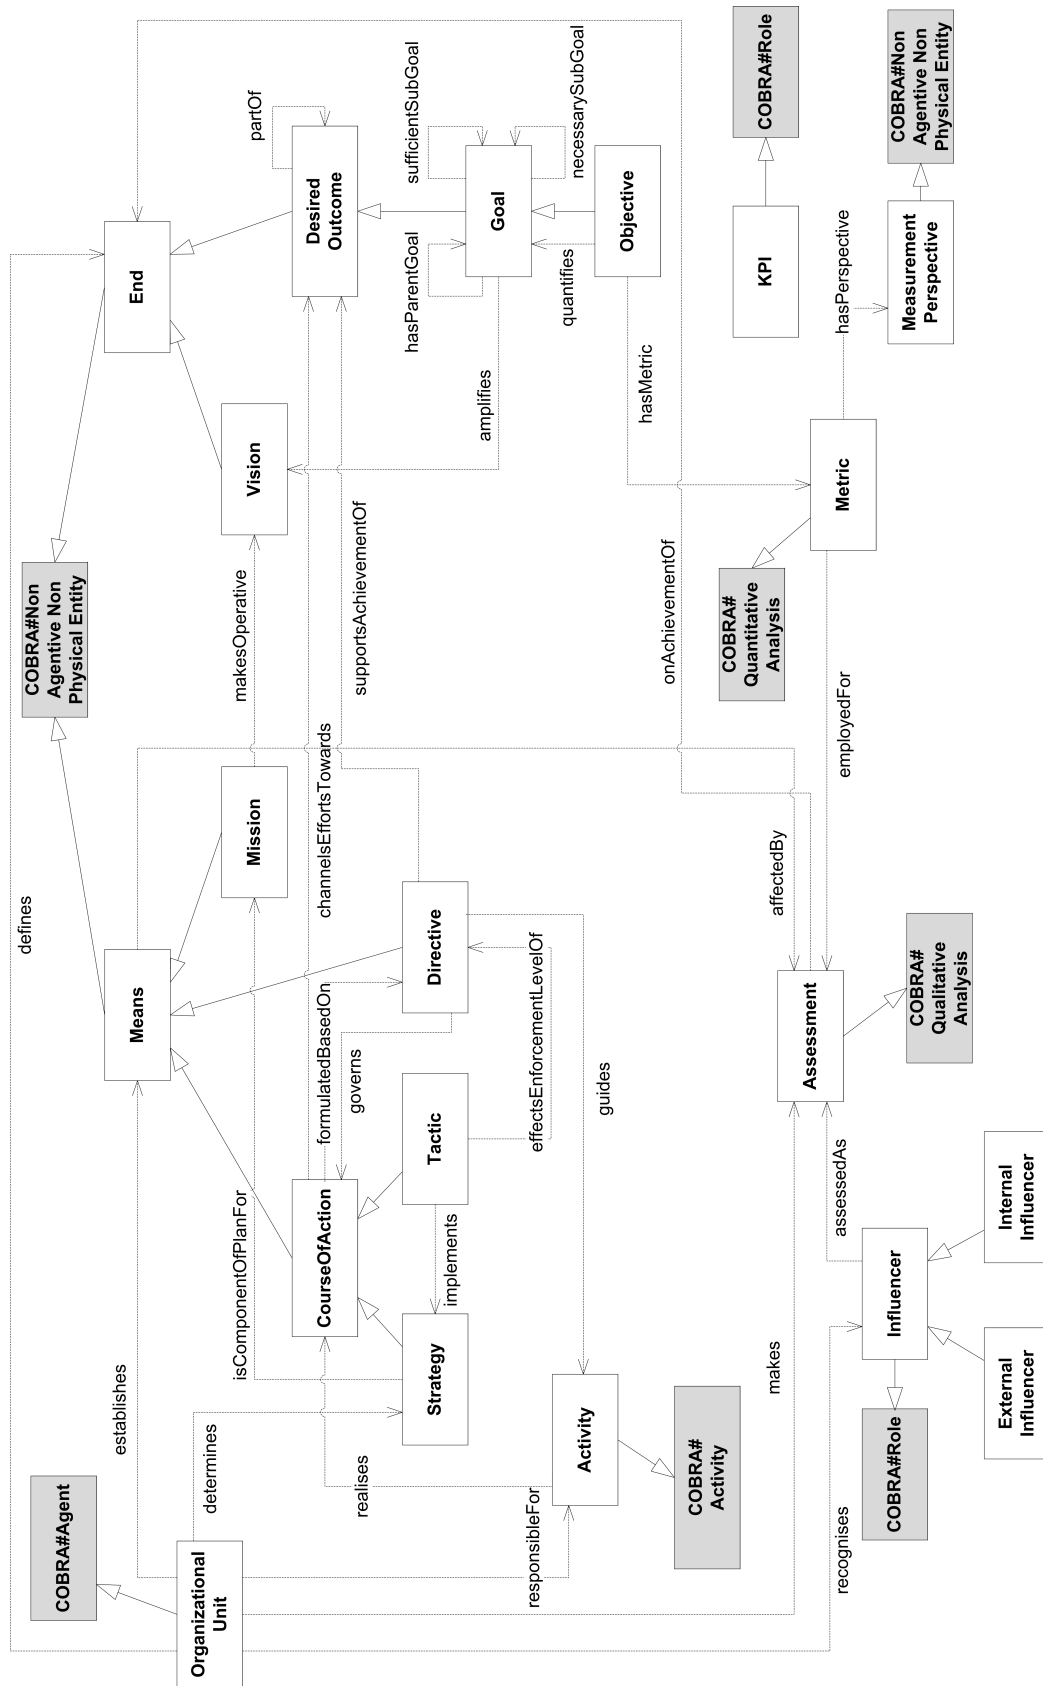 defines
COBRA#Agent
establishes
Organizational
Unit
determines
isComponentOfPlanFor
realises
responsibleFor
recognises
COBRA#Non
Agentive Non
Physical Entity
Means
Mission
makesOperative
Vision
End
CourseOfAction
formulatedBasedOn
governs
channelsEffortsTowards
supportsAchievementOf
Desired
Outcome
partOf
Strategy
implements
Tactic
Directive
effectsEnforcementLevelOf
amplifies
hasParentGoal
Goal
sufficientSubGoal
necessarySubGoal
quantifies
Objective
hasMetric
Activity
COBRA#
Activity
guides
onAchievementOf
makes
affectedBy
employedFor
Assessment
COBRA#
Qualitative
Analysis
assessedAs
Influencer
COBRA#Role
External
Influencer
Internal
Influencer
COBRA#
Quantitative
Analysis
Metric
hasPerspective
Measurement
Perspective
COBRA#Non
Agentive Non
Physical Entity
KPI
COBRA#Role